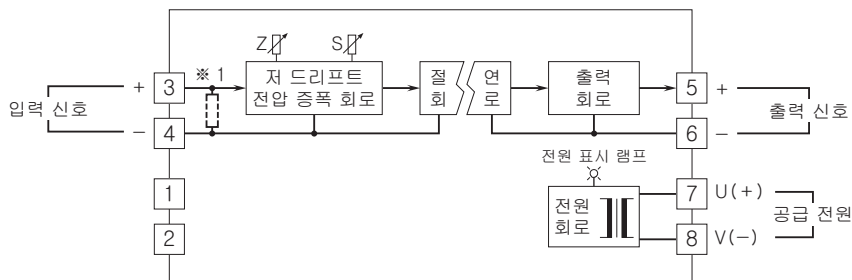 Z S
※ 1
+ 3 저 드리프트 전압 증폭 회로 절 연 회 로 출력 회로 5 +
입력 신호
출력 신호
− 4
6 −
전원 표시 램프
1
전원 회로
7 U(+)
공급 전원
2
8 V(−)